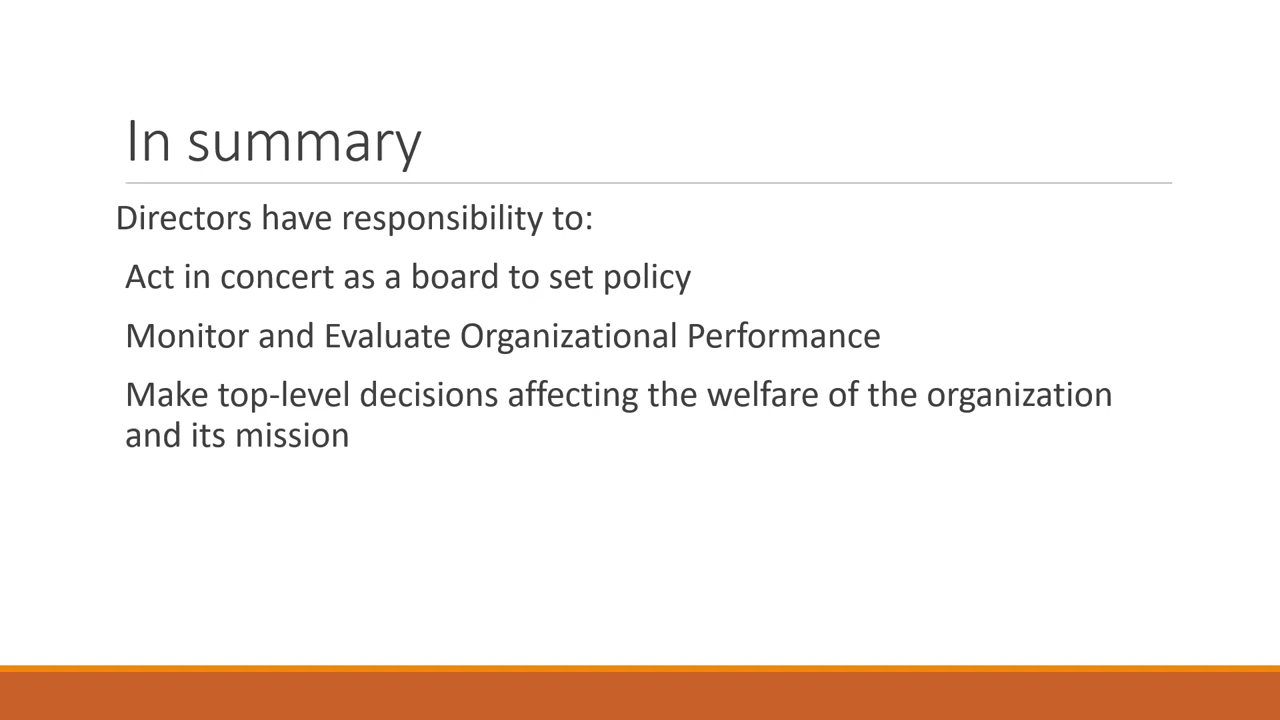 In summary
Directors have responsibility to:
Act in concert as a board to set policy
Monitor and Evaluate Organizational Performance
Make top-level decisions affecting the welfare of the organization
and its mission